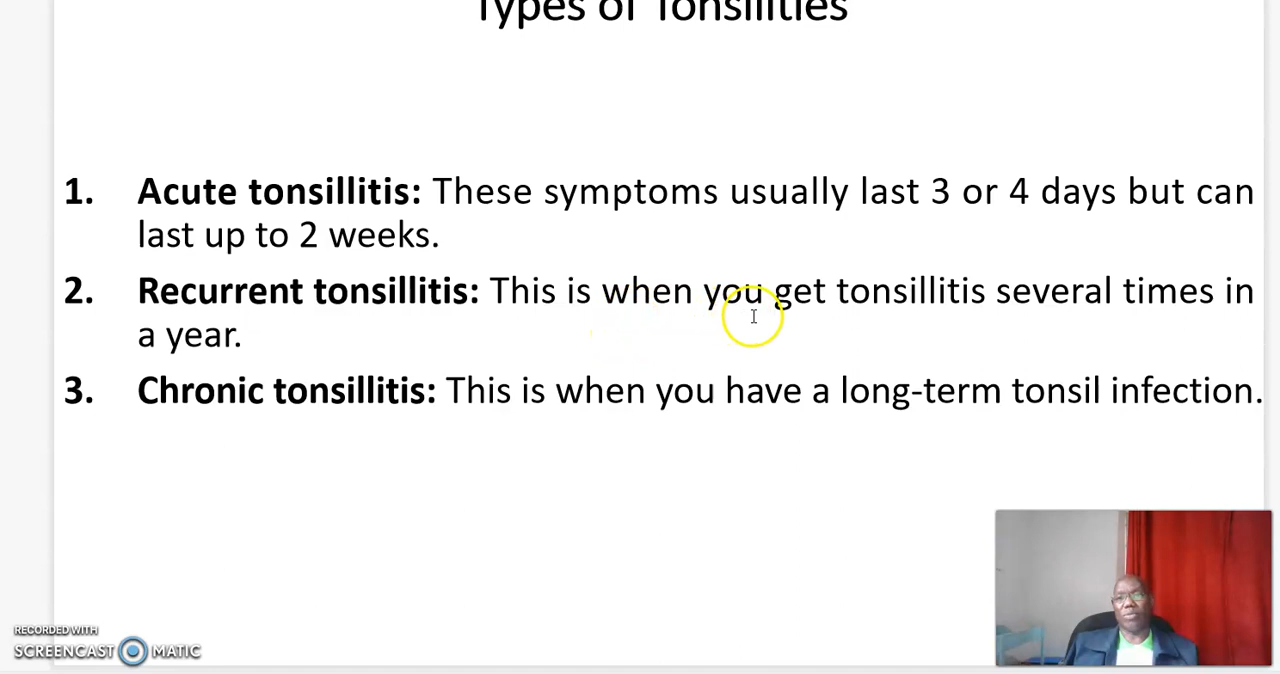 Types of Tonsillities
1. Acute tonsillitis: These symptoms usually last 3 or 4 days but can
last up to 2 weeks.
2. Recurrent tonsillitis: This is when you get tonsillitis several times in
a year.
3. Chronic tonsillitis: This is when you have a long-term tonsil infection.
RECORDED WITH
SCREENCAST MATIC